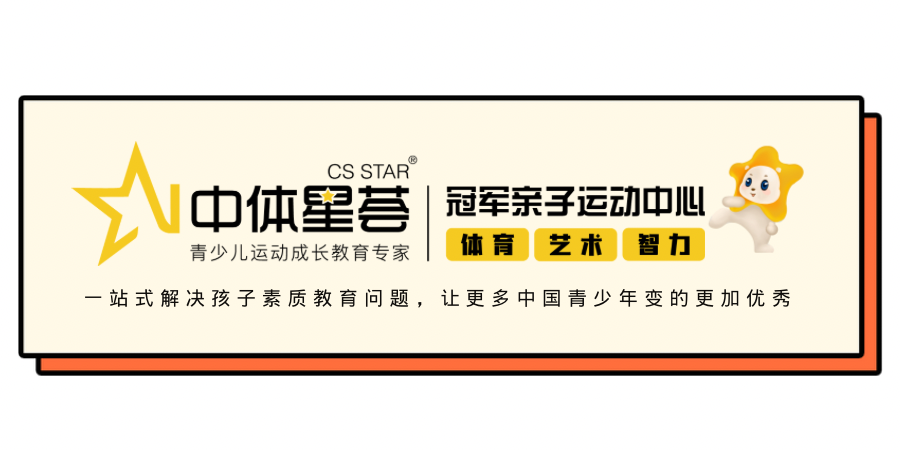 CS STAR®
中体星荟
青少儿运动成长教育专家
冠军亲子运动中心
体育 艺术 智力
一站式解决孩子素质教育问题，让更多中国青少年变的更加优秀